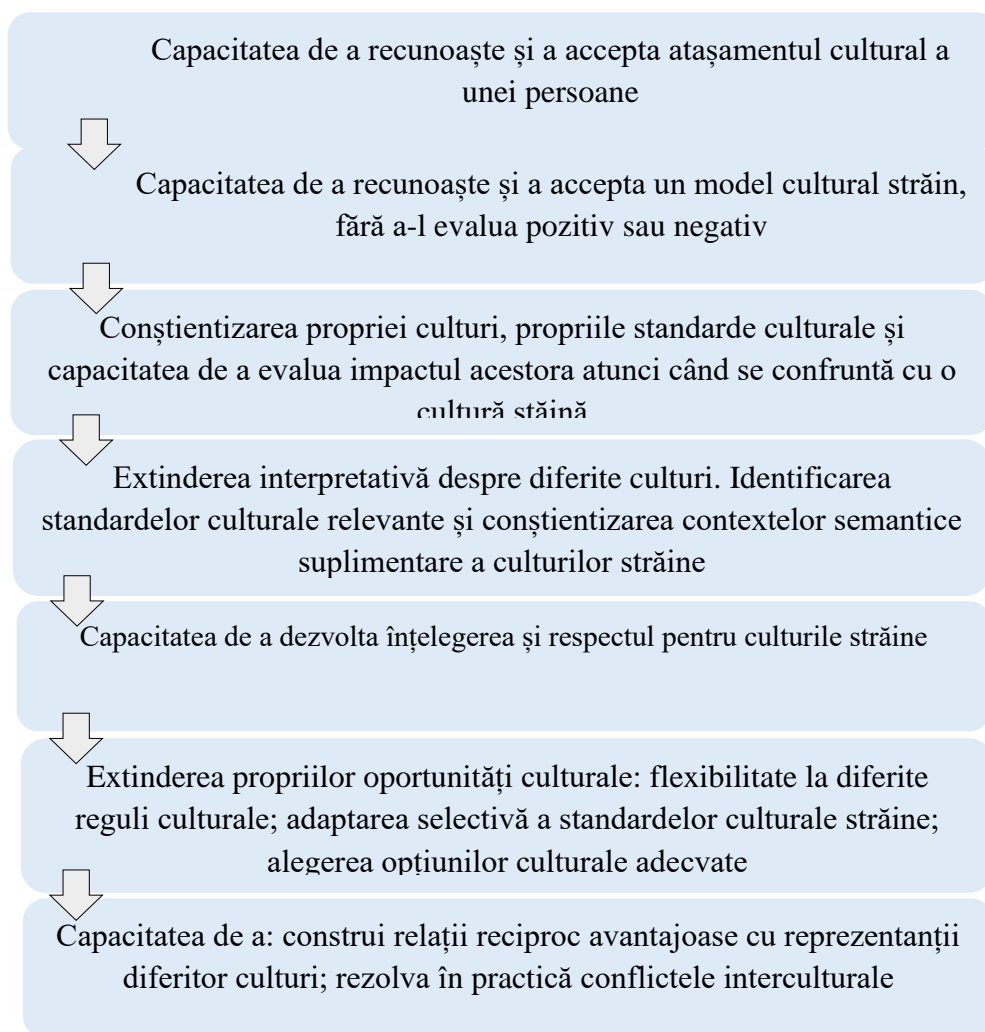 Capacitatea de a recunoaște și a accepta atașamentul cultural a
unei persoane
Capacitatea de a recunoaște și a accepta un model cultural străin,
fără a-l evalua pozitiv sau negativ
Conștientizarea propriei culturi, propriile standarde culturale și
capacitatea de a evalua impactul acestora atunci când se confruntă cu o
cultură stăină
Extinderea interpretativă despre diferite culturi. Identificarea
standardelor culturale relevante și conștientizarea contextelor semantice
suplimentare a culturilor străine
Capacitatea de a dezvolta înțelegerea și respectul pentru culturile străine
Extinderea propriilor oportunități culturale: flexibilitate la diferite
reguli culturale; adaptarea selectivă a standardelor culturale străine;
alegerea opțiunilor culturale adecvate
Capacitatea de a: construi relații reciproc avantajoase cu reprezentanții
diferitor culturi; rezolva în practică conflictele interculturale